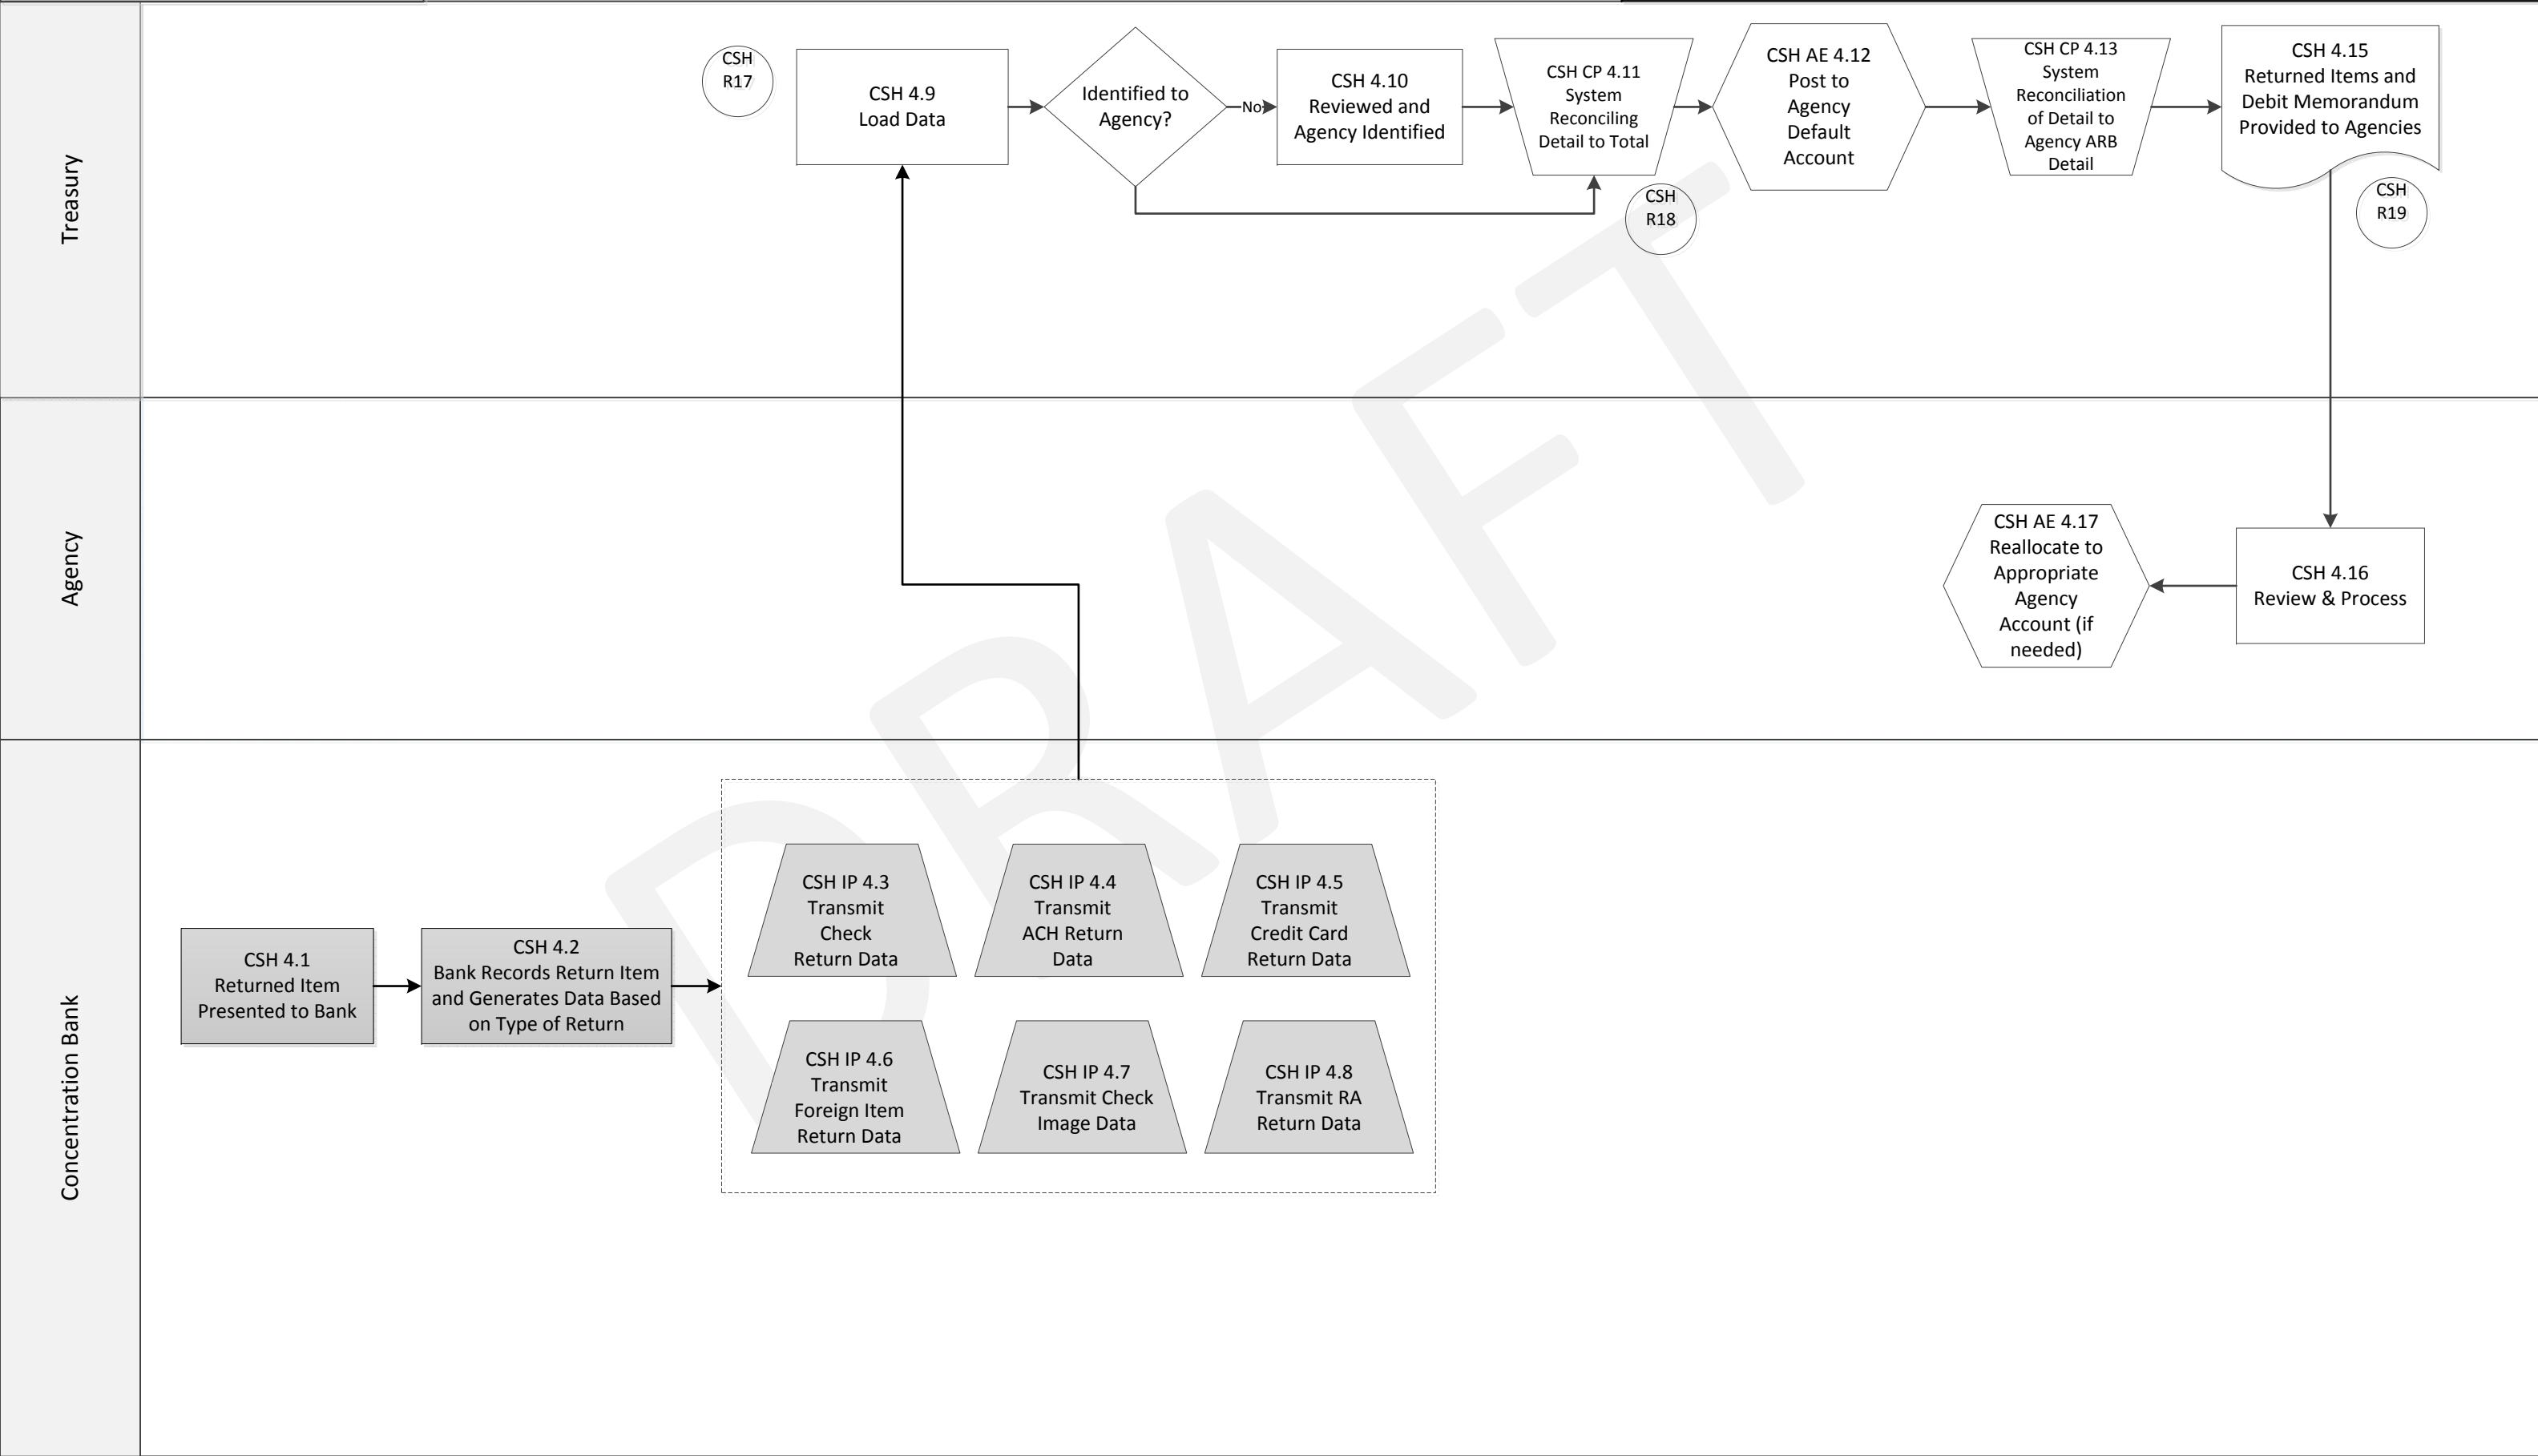 Treasury
CSH
R17
CSH 4.9
Load Data
Identified to
Agency?
No
CSH 4.10
Reviewed and
Agency Identified
CSH CP 4.11
System
Reconciling
Detail to Total
CSH
R18
CSH AE 4.12
Post to
Agency
Default
Account
CSH CP 4.13
System
Reconciliation
of Detail to
Agency ARB
Detail
CSH 4.15
Returned Items and
Debit Memorandum
Provided to Agencies
CSH
R19
Agency
CSH AE 4.17
Reallocate to
Appropriate
Agency
Account (if
needed)
CSH 4.16
Review & Process
Concentration Bank
CSH 4.1
Returned Item
Presented to Bank
CSH 4.2
Bank Records Return Item
and Generates Data Based
on Type of Return
CSH IP 4.3
Transmit
Check
Return Data
CSH IP 4.4
Transmit
ACH Return
Data
CSH IP 4.5
Transmit
Credit Card
Return Data
CSH IP 4.6
Transmit
Foreign Item
Return Data
CSH IP 4.7
Transmit Check
Image Data
CSH IP 4.8
Transmit RA
Return Data
DRAFT